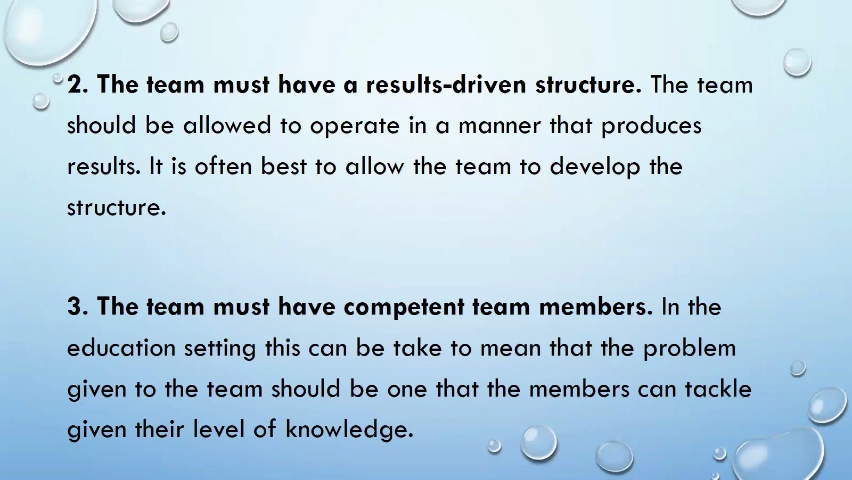 2. The team must have a results-driven structure. The team
should be allowed to operate in a manner that produces
results. It is often best to allow the team to develop the
structure.
3. The team must have competent team members. In the
education setting this can be take to mean that the problem
given to the team should be one that the members can tackle
given their level of knowledge.